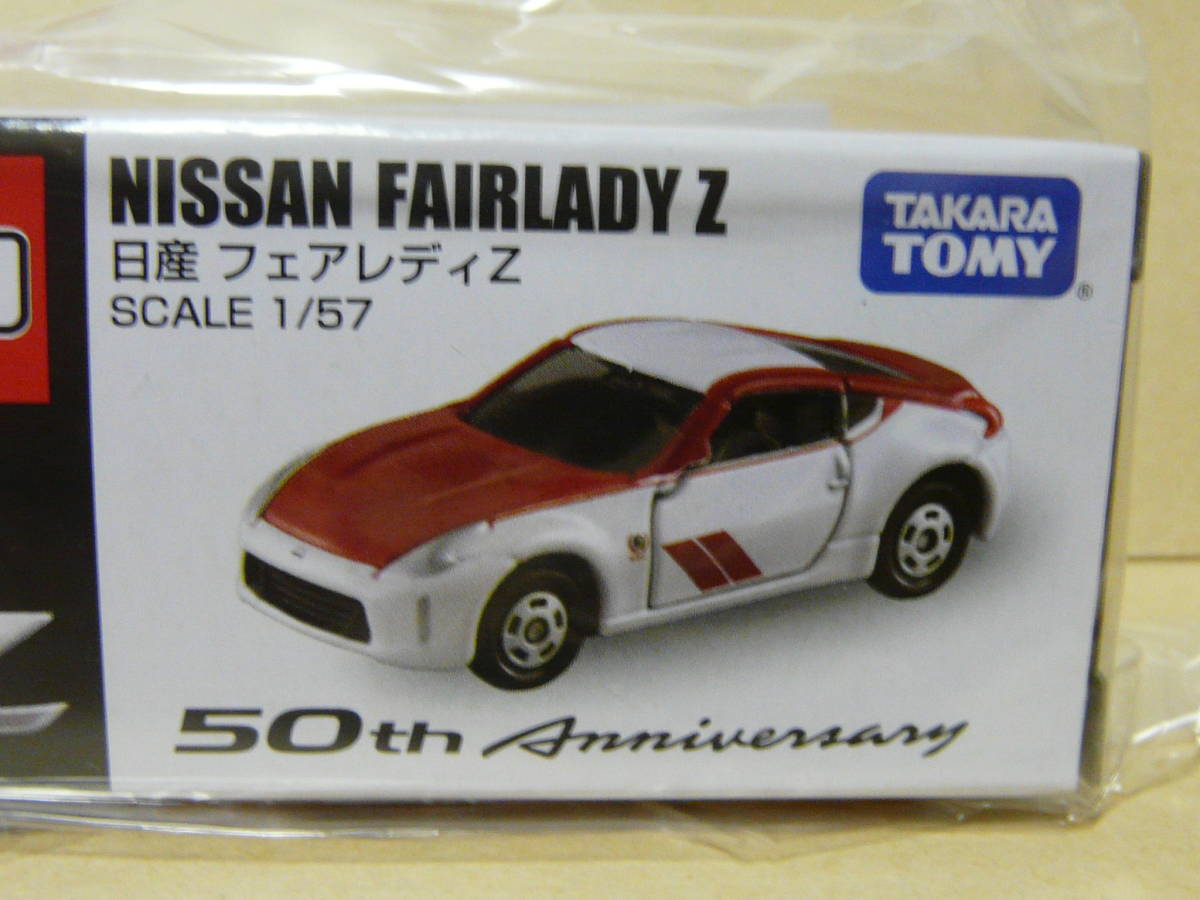 NISSAN FAIRLADY Z
日産 フェアレディZ
SCALE 1/57
TAKARA
TOMY
®
50th Anniversary